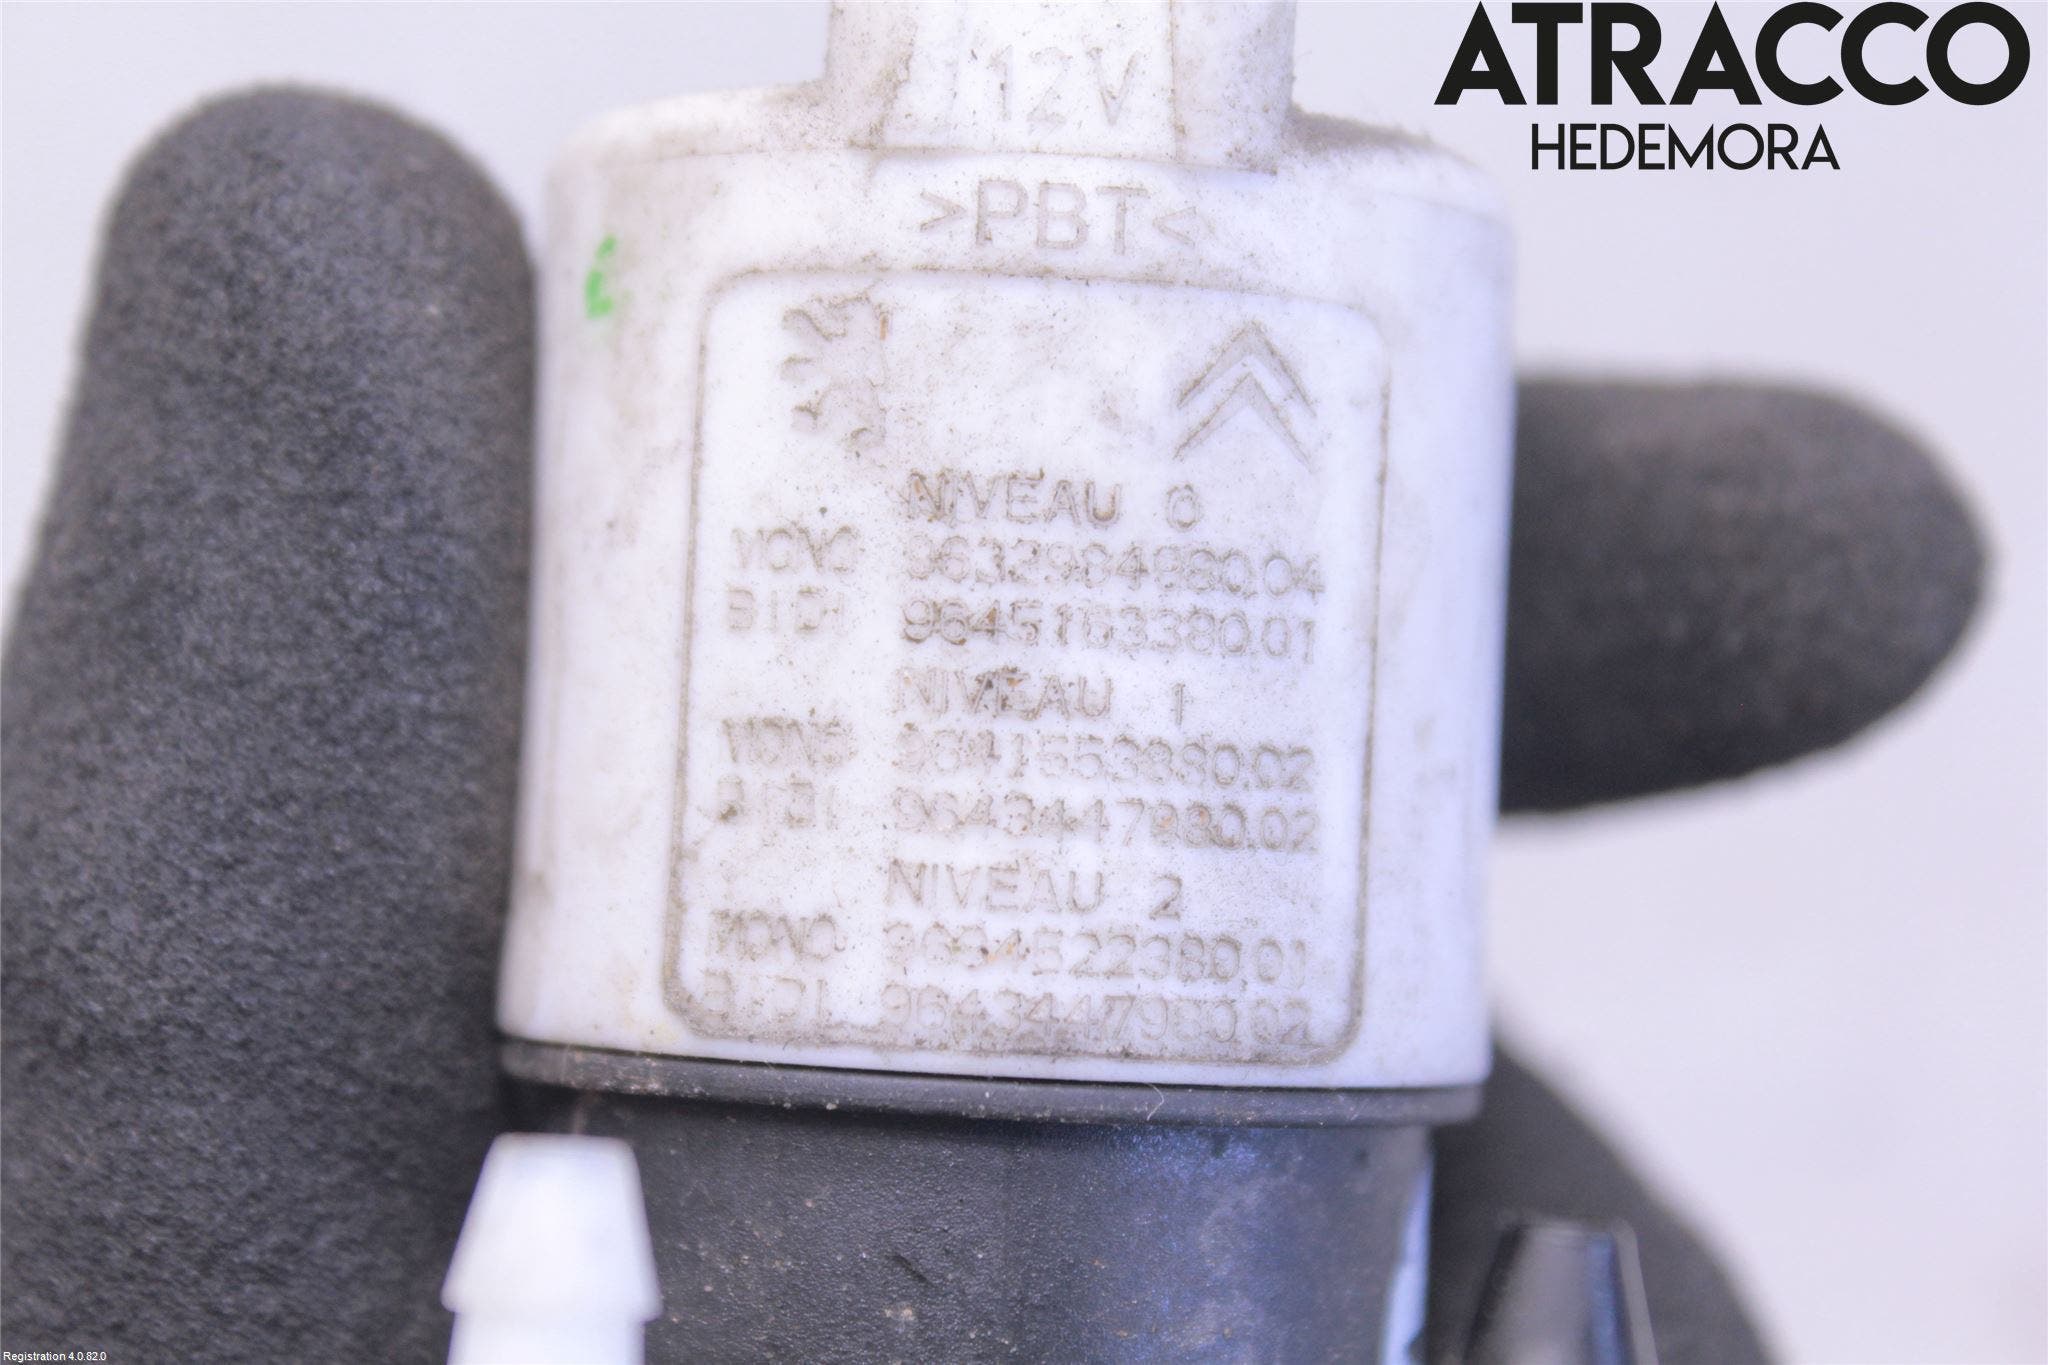 ATRACCO
HEDEMORA
12V
>PBT<
NIVEAU 0
MONO 9632984980.04
BIDI 9645163380.01
NIVEAU 1
MONO 9641553880.02
BIDI 9643447980.02
NIVEAU 2
MONO 9684522380.01
BIDI 9643447980.02
Registration 4.0.82.0